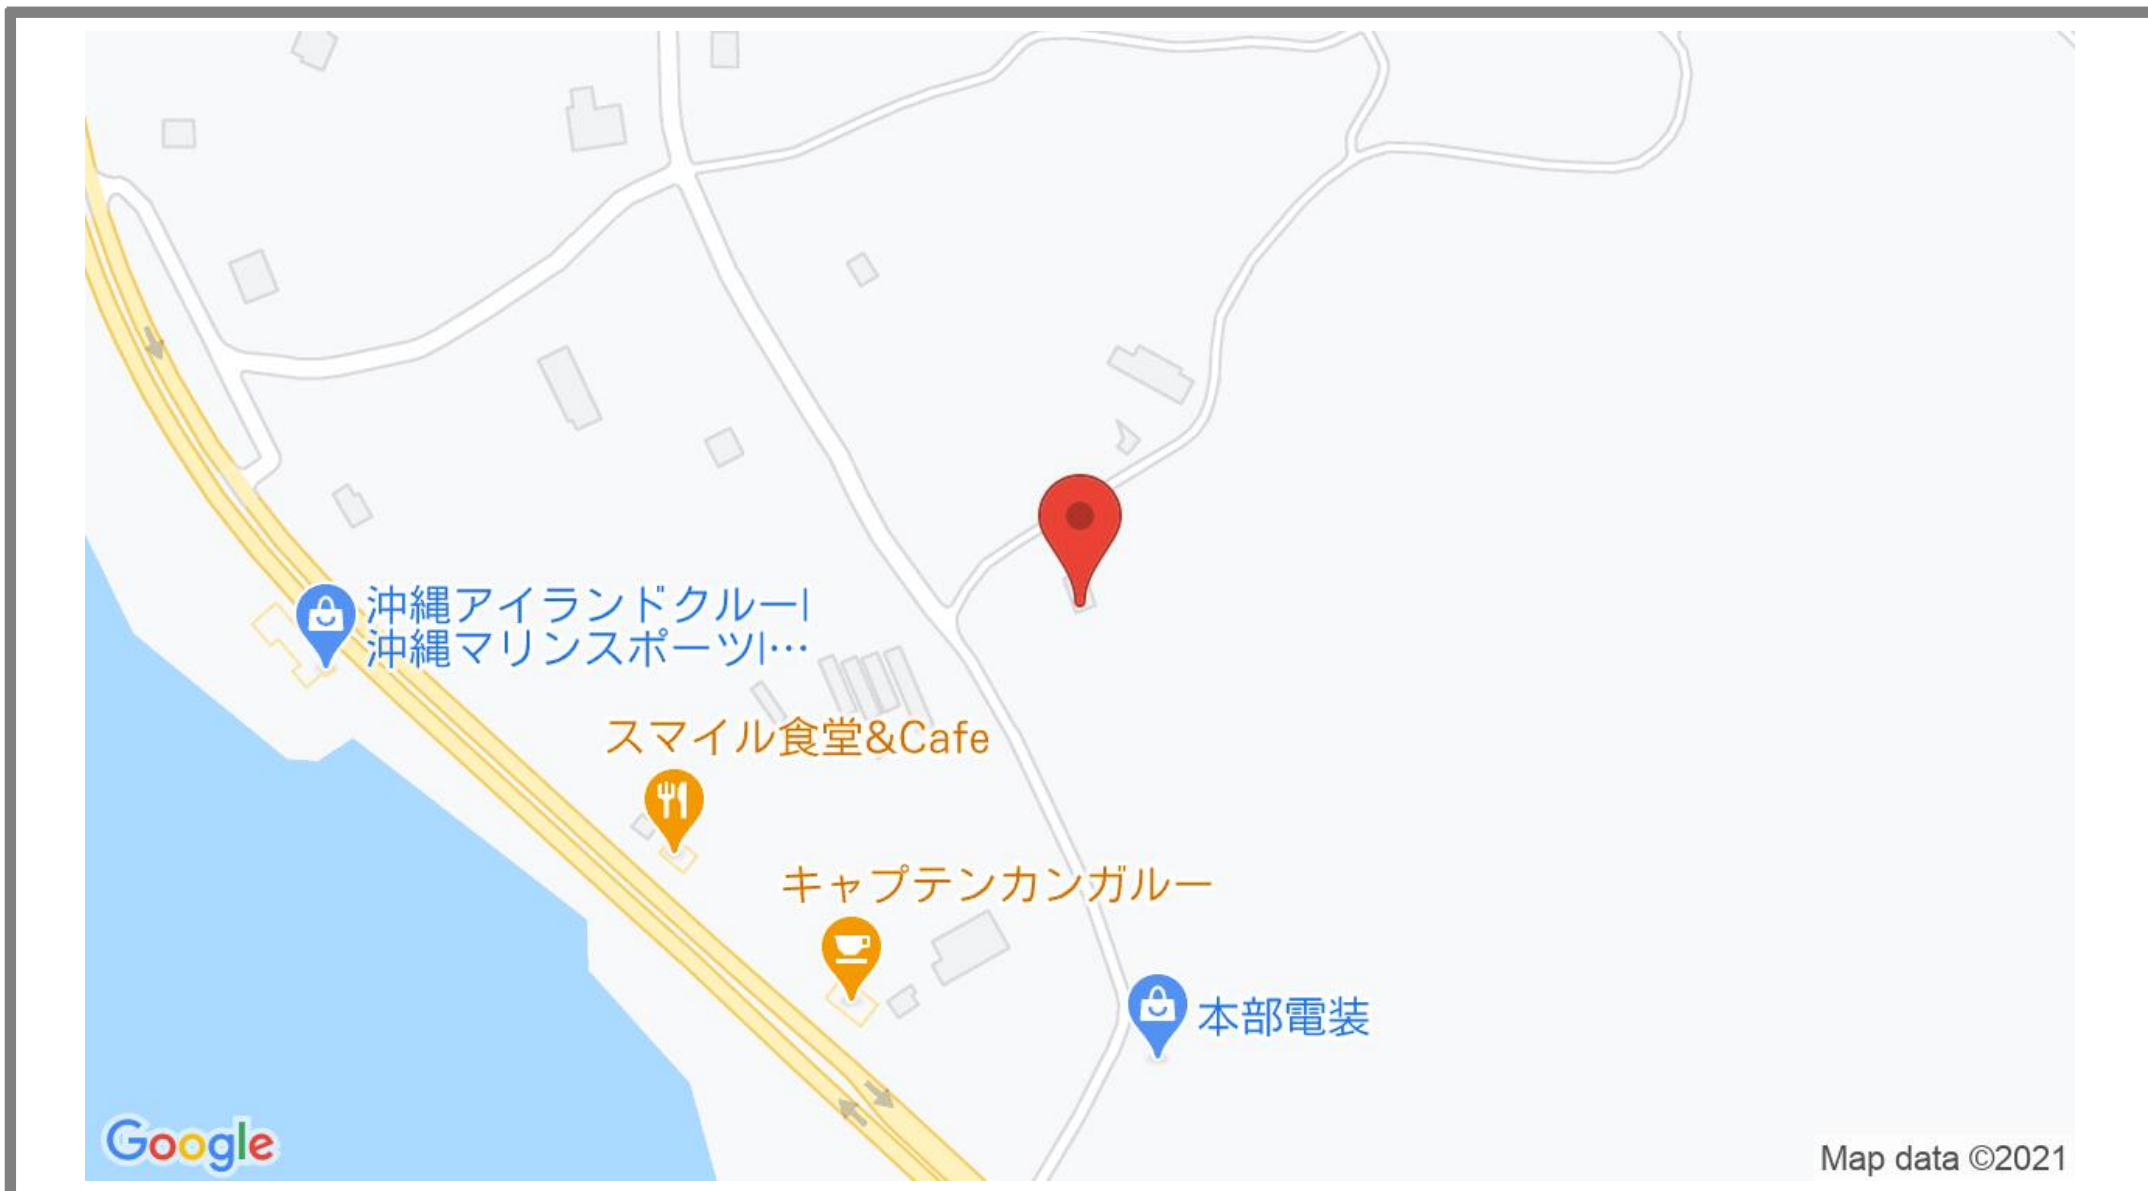 沖縄アイランドクルー|
沖縄マリンスポーツ|…
スマイル食堂&Cafe
キャプテンカンガルー
本部電装
Google
Map data ©2021